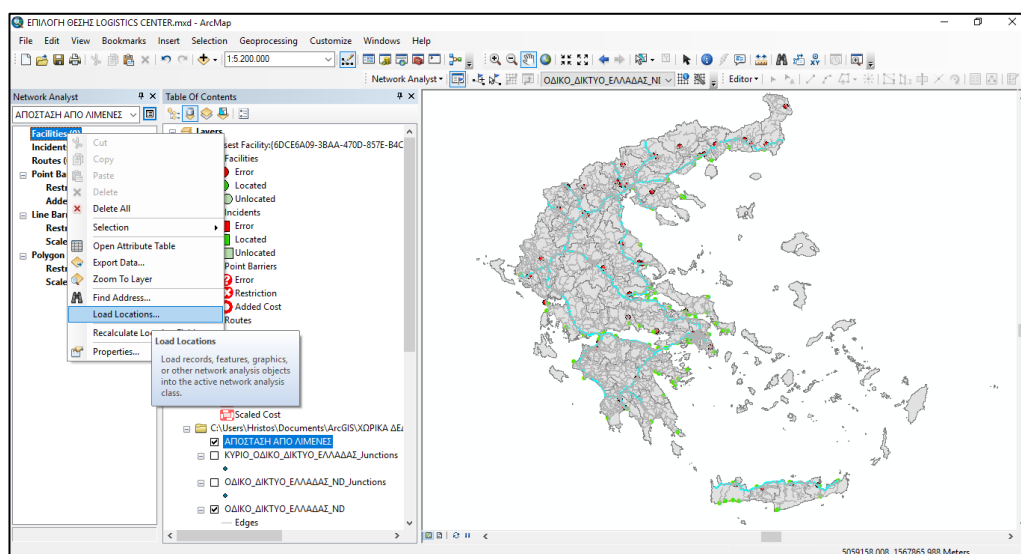 ΕΠΙΛΟΓΗ ΘΕΣΗΣ LOGISTICS CENTER.mxd - ArcMap
File Edit View Bookmarks Insert Selection Geoprocessing Customize Windows Help
1:5.200.000
Network Analyst ΟΔΙΚΟ_ΔΙΚΤΥΟ_ΕΛΛΑΔΑΣ_ΝΙ Editor
Network Analyst
ΑΠΟΣΤΑΣΗ ΑΠΟ ΛΙΜΕΝΕΣ
Facilities (0)
Incident
Routes (
Point Ba
Restr
Adde
Line Barr
Restr
Scale
Polygon
Restr
Scale
Cut
Copy
Paste
Delete
Delete All
Selection
Open Attribute Table
Export Data...
Zoom To Layer
Find Address...
Load Locations...
Recalculate Loc
Properties...
Load Locations
Load records, features, graphics,
or other network analysis objects
into the active network analysis
class.
Table Of Contents
Layers
sest Facility:{6DCE6A09-3BAA-470D-857E-B4C
Facilities
Error
Located
Unlocated
Incidents
Error
Located
Unlocated
Point Barriers
Error
Restriction
Added Cost
Routes
Scaled Cost
C:\Users\Hristos\Documents\ArcGIS\ΧΩΡΙΚΑ ΔΕΔ
ΑΠΟΣΤΑΣΗ ΑΠΟ ΛΙΜΕΝΕΣ
ΚΥΡΙΟ_ΟΔΙΚΟ_ΔΙΚΤΥΟ_ΕΛΛΑΔΑΣ_Junctions
ΟΔΙΚΟ_ΔΙΚΤΥΟ_ΕΛΛΑΔΑΣ_ND_Junctions
ΟΔΙΚΟ_ΔΙΚΤΥΟ_ΕΛΛΑΔΑΣ_ND
Edges
5059158,008 1567865,988 Meters